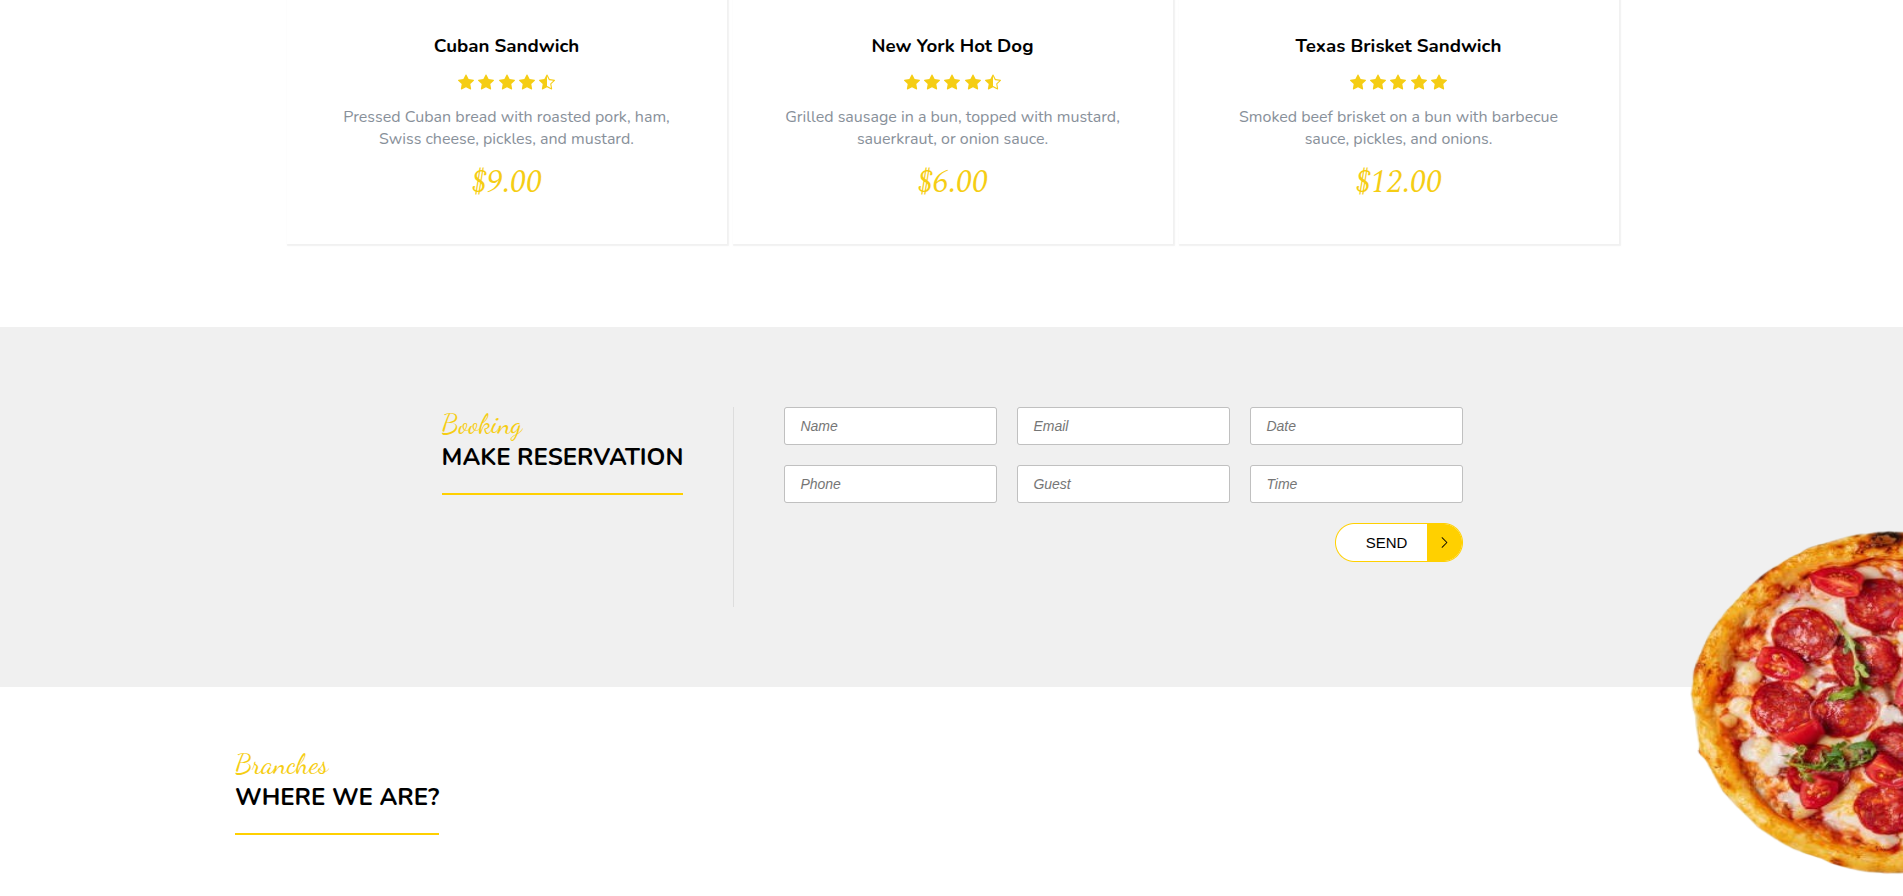 Cuban Sandwich
Pressed Cuban bread with roasted pork, ham,
Swiss cheese, pickles, and mustard.
$9.00
New York Hot Dog
Grilled sausage in a bun, topped with mustard,
sauerkraut, or onion sauce.
$6.00
Texas Brisket Sandwich
Smoked beef brisket on a bun with barbecue
sauce, pickles, and onions.
$12.00
Booking
MAKE RESERVATION
Name
Email
Date
Phone
Guest
Time
SEND
Branches
WHERE WE ARE?